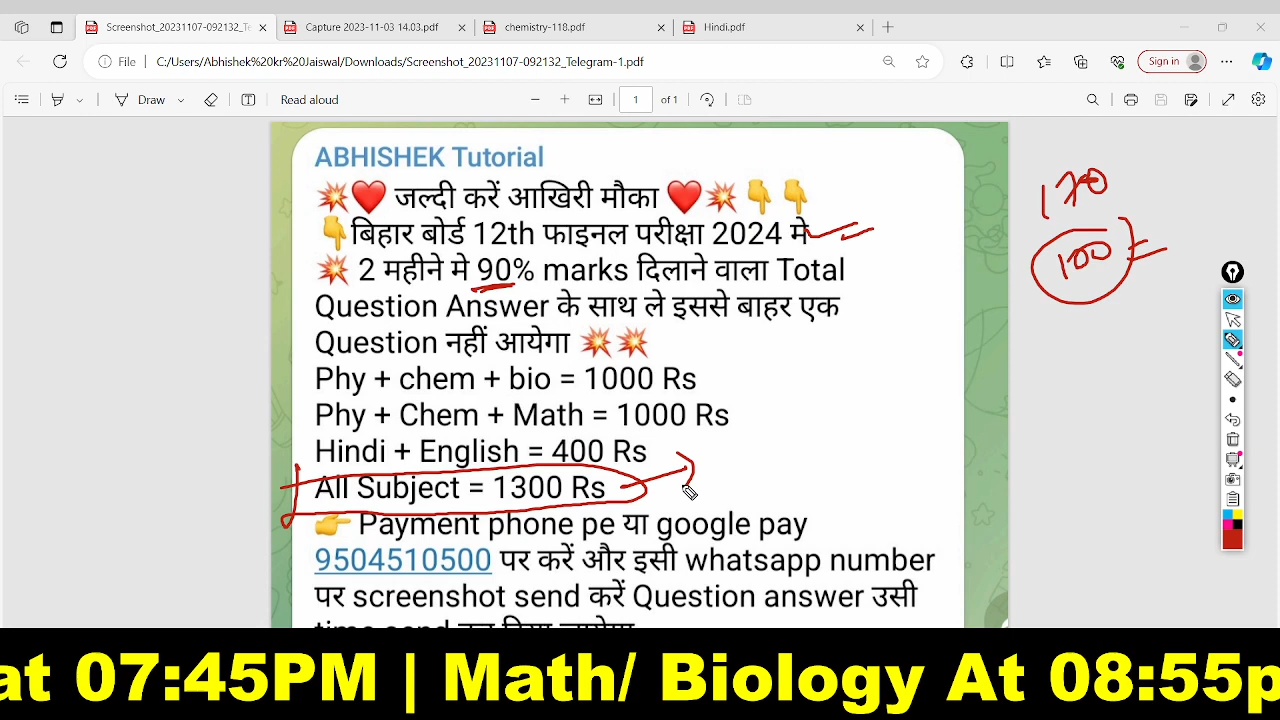 Screenshot_20231107-092132_Te
Capture 2023-11-03 14.03.pdf
chemistry-118.pdf
Hindi.pdf
File
C:/Users/Abhishek%20kr%20Jaiswal/Downloads/Screenshot_20231107-092132_Telegram-1.pdf
Sign in
Draw
Read aloud
1
of 1
ABHISHEK Tutorial
💥❤️ जल्दी करें आखिरी मौका ❤️💥👇👇
👇बिहार बोर्ड 12th फाइनल परीक्षा 2024 मे
💥 2 महीने मे 90% marks दिलाने वाला Total
Question Answer के साथ ले इससे बाहर एक
Question नहीं आयेगा 💥💥
Phy + chem + bio = 1000 Rs
Phy + Chem + Math = 1000 Rs
Hindi + English = 400 Rs
All Subject = 1300 Rs
👉 Payment phone pe या google pay
9504510500 पर करें और इसी whatsapp number
पर screenshot send करें Question answer उसी
170
100
at 07:45PM | Math/ Biology At 08:55p